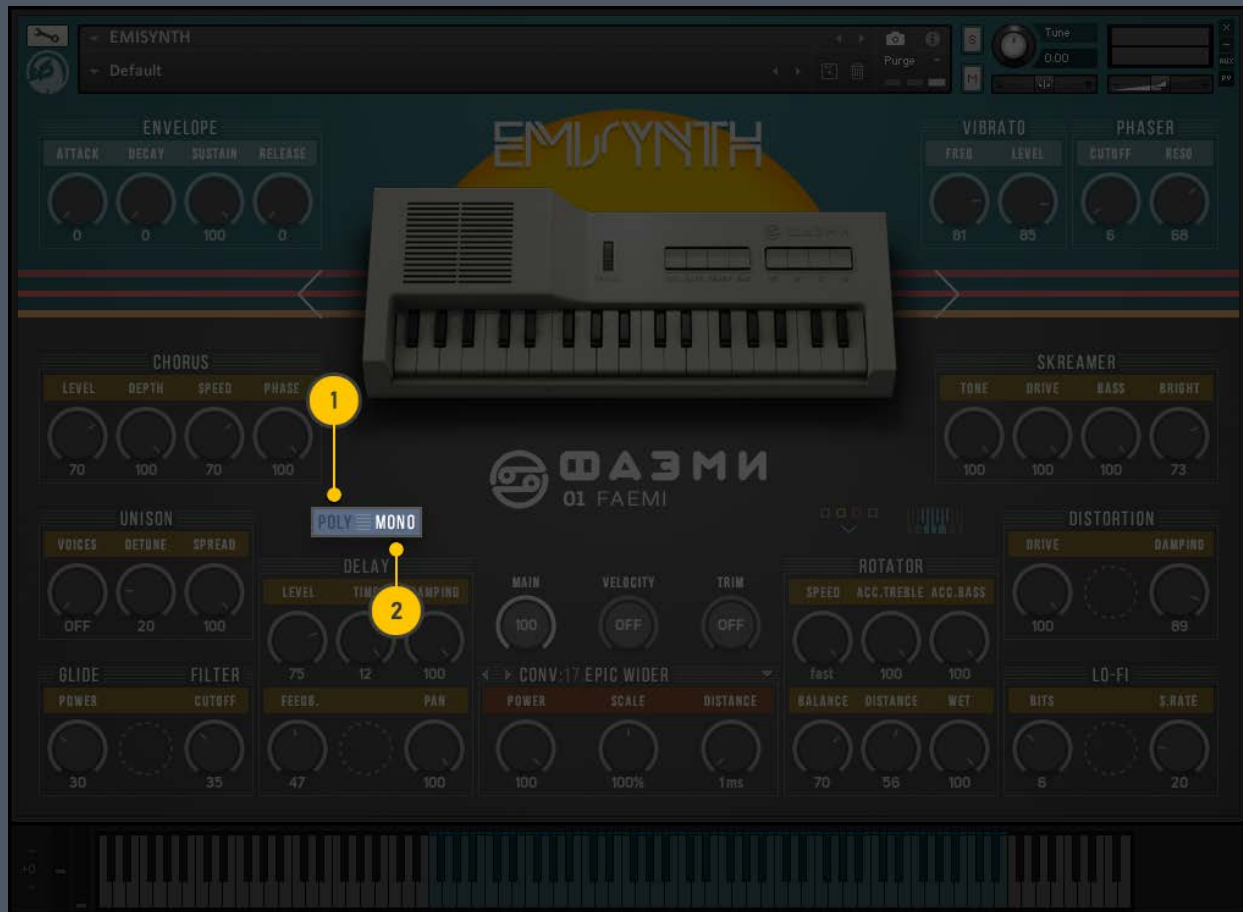 EMISYNTH
Default
Purge
S
M
Tune
0.00
AUX
PV
ENVELOPE
ATTACK DECAY SUSTAIN RELEASE
0 0 100 0
EMISYNTH
VIBRATO
FREQ LEVEL
81 85
PHASER
CUTOFF RESO
6 68
ФАЭМИ
CHORUS
LEVEL DEPTH SPEED PHASE
70 100 70 100
1
SKREAMER
TONE DRIVE BASS BRIGHT
100 100 100 73
ФАЭМИ
01 FAEMI
POLY MONO
2
UNISON
VOICES DETUNE SPREAD
OFF 20 100
DELAY
LEVEL
75 12 100
FEEDB. PAN
47 100
MAIN VELOCITY TRIM
100 OFF OFF
ROTATOR
SPEED ACC.TREBLE ACC.BASS
fast 100 100
BALANCE DISTANCE WET
70 56 100
DISTORTION
DRIVE DAMPING
100 89
GLIDE FILTER
POWER CUTOFF
30 35
CONV:17 EPIC WIDER
POWER SCALE DISTANCE
100 100% 1ms
LO-FI
BITS S.RATE
6 20
+0